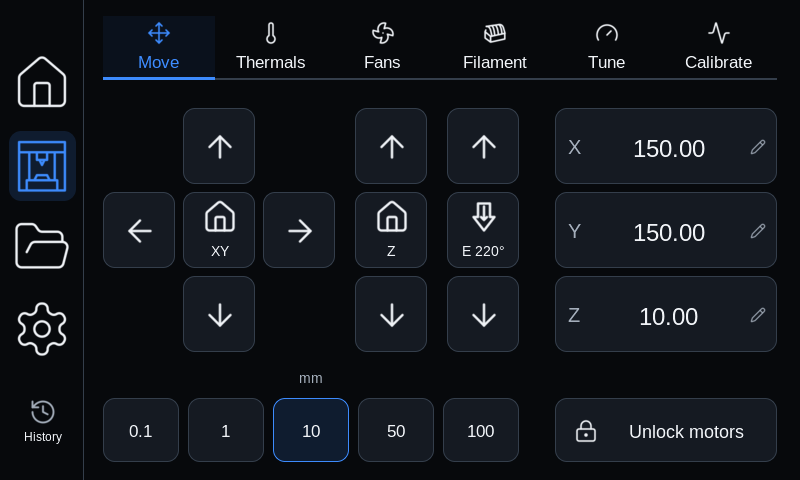 Move
Thermals
Fans
Filament
Tune
Calibrate
XY
Z
E 220°
X 150.00
Y 150.00
Z 10.00
mm
0.1
1
10
50
100
Unlock motors
History